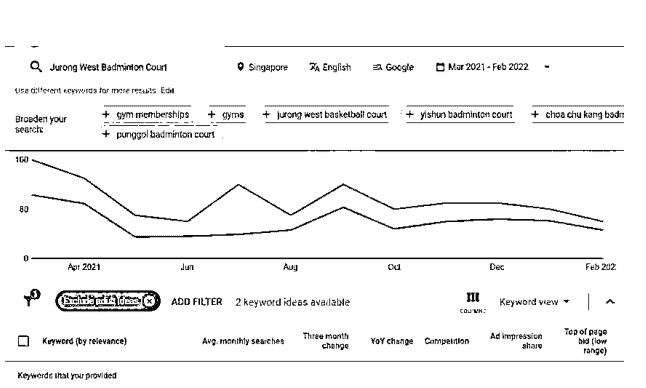 Jurong West Badminton Court
Singapore
English
Google
Mar 2021 - Feb 2022
Use different keywords for more results Edit
Broaden your search:
+ gym memberships
+ gyms
+ jurong west basketball court
+ yishun badminton court
+ choa chu kang badm
+ punggol badminton court
160
80
0
Apr 2021
Jun
Aug
Oct
Dec
Feb 202
Exclude adult ideas
ADD FILTER
2 keyword ideas available
COLUMNS
Keyword view
Keyword (by relevance)
Avg. monthly searches
Three month change
YoY change
Competition
Ad impression share
Top of page bid (low range)
Keywords that you provided